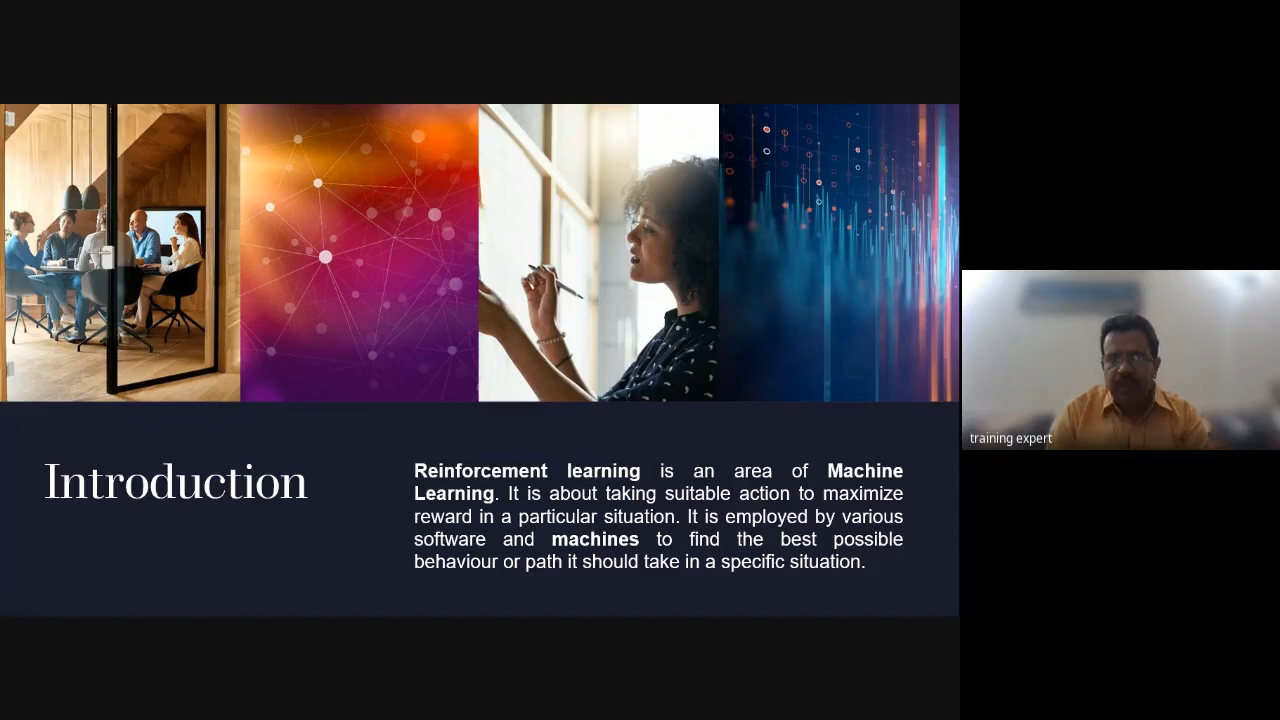 Introduction
Reinforcement learning is an area of Machine
Learning. It is about taking suitable action to maximize
reward in a particular situation. It is employed by various
software and machines to find the best possible
behaviour or path it should take in a specific situation.
training expert